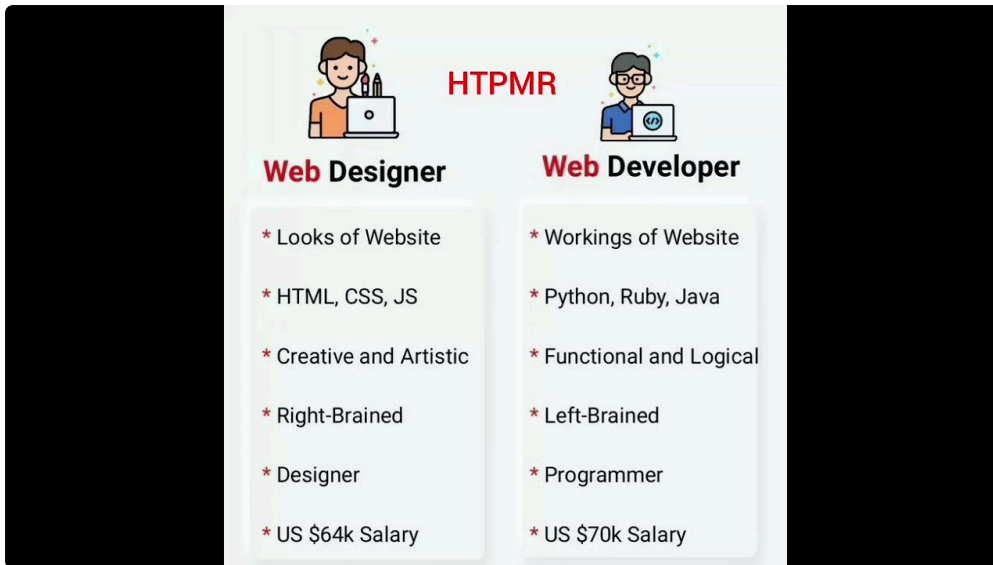 HTPMR
Web Designer
* Looks of Website
* HTML, CSS, JS
* Creative and Artistic
* Right-Brained
* Designer
* US $64k Salary
Web Developer
* Workings of Website
* Python, Ruby, Java
* Functional and Logical
* Left-Brained
* Programmer
* US $70k Salary